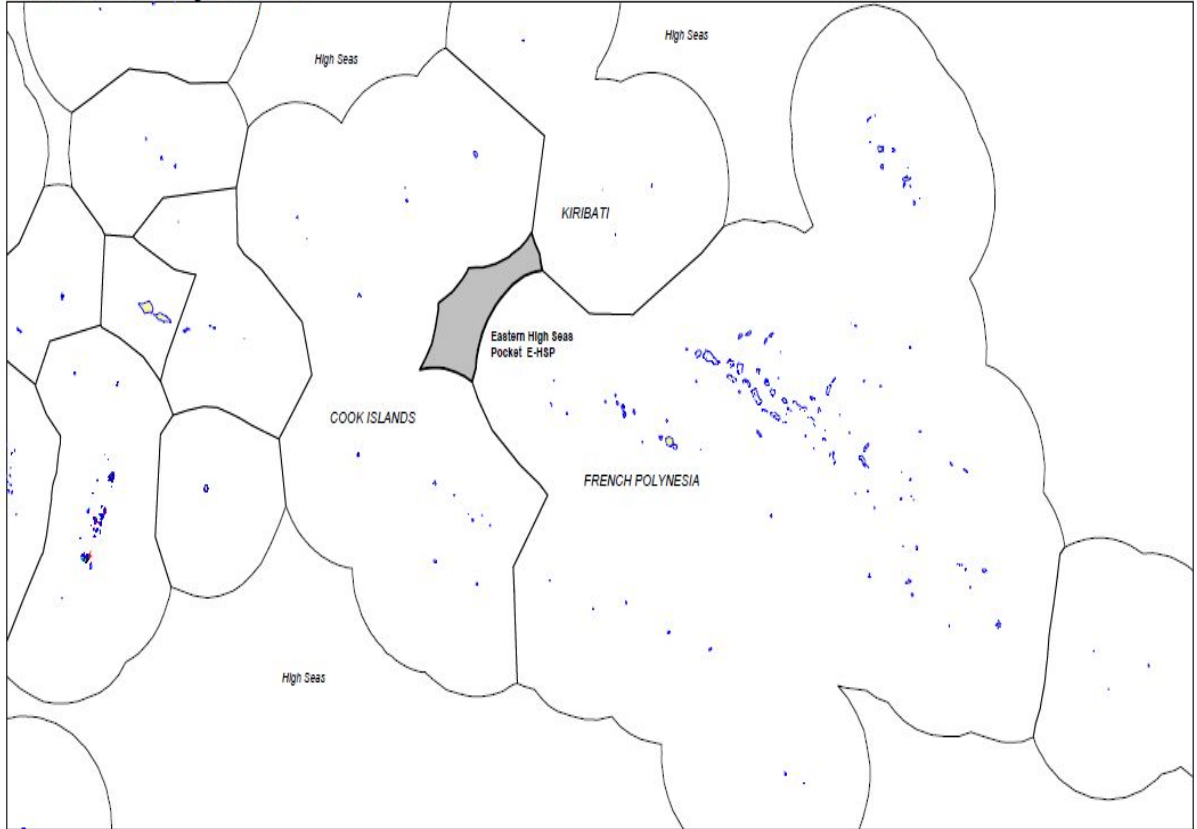 High Seas
High Seas
KIRIBATI
Eastern High Seas
Pocket E-HSP
COOK ISLANDS
FRENCH POLYNESIA
High Seas